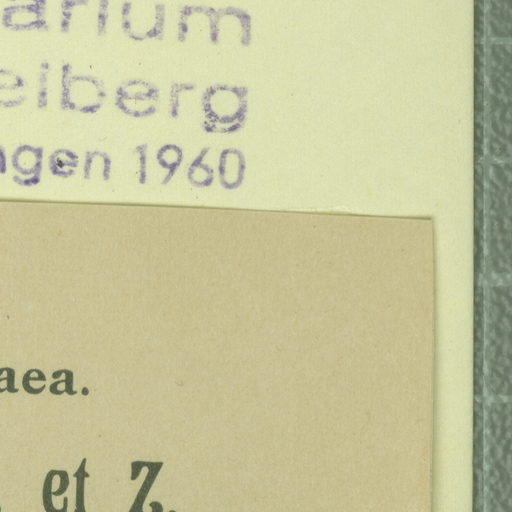 arium
eiberg
ngen 1960
aea.
. et Z.